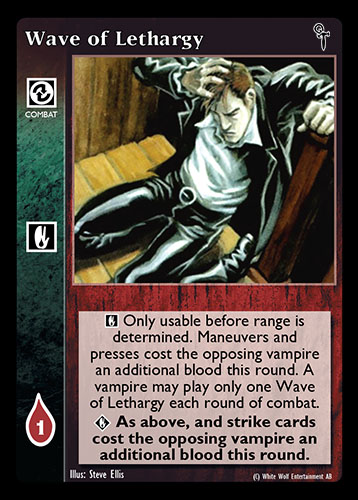 Wave of Lethargy
COMBAT
Only usable before range is
determined. Maneuvers and
presses cost the opposing vampire
an additional blood this round. A
vampire may play only one Wave
of Lethargy each round of combat.
As above, and strike cards
cost the opposing vampire an
additional blood this round.
1
Illus: Steve Ellis
(C) White Wolf Entertainment AB